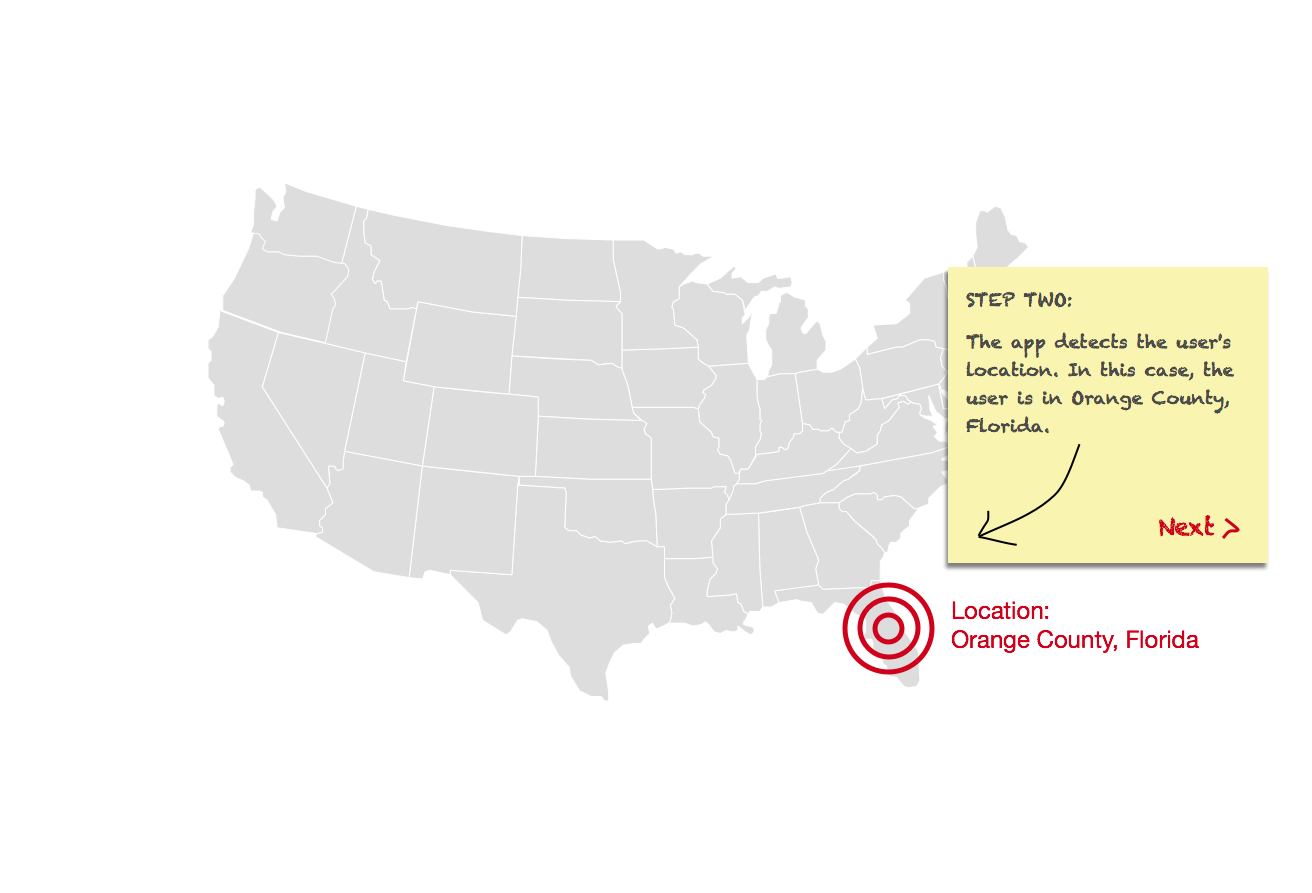 STEP TWO:
The app detects the user's
location. In this case, the
user is in Orange County,
Florida.
Next >
Location:
Orange County, Florida